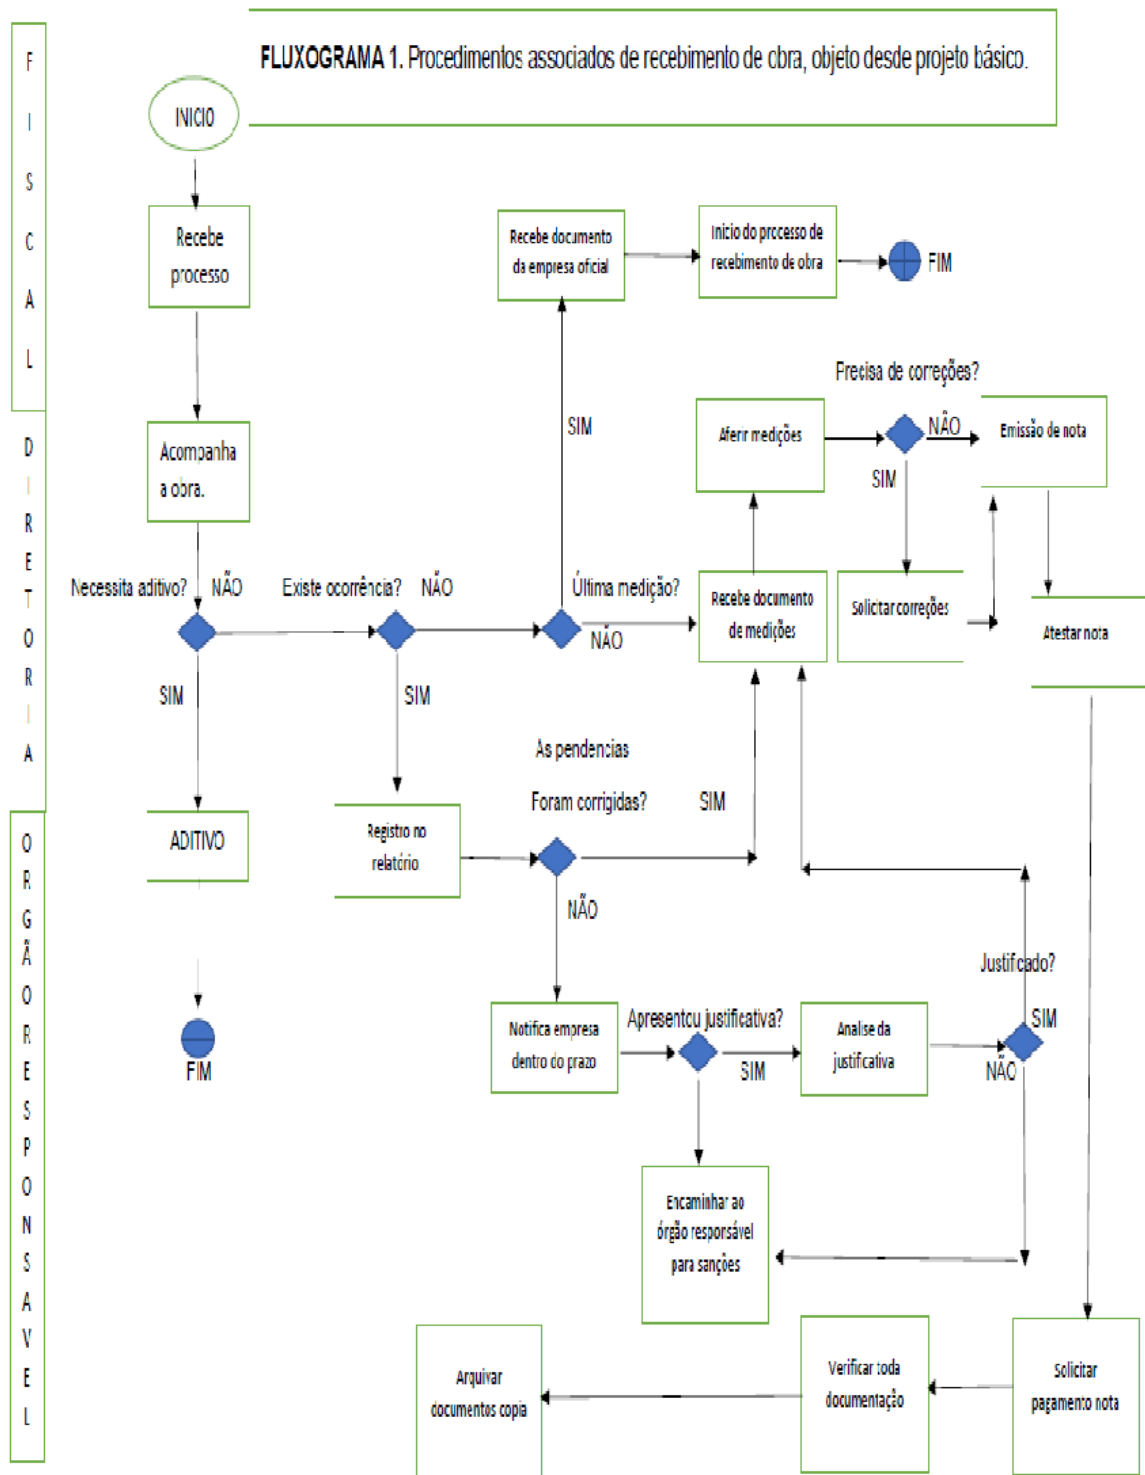 FLUXOGRAMA 1. Procedimentos associados de recebimento de obra, objeto desde projeto básico.
F
I
S
C
A
L
D
I
R
E
T
O
R
I
A
O
R
G
Ã
O
R
E
S
P
O
N
S
A
V
E
L
INICIO
Recebe
processo
Acompanha
a obra.
Necessita aditivo?
NÃO
SIM
ADITIVO
FIM
Existe ocorrência?
NÃO
SIM
Registro no
relatório
Última medição?
SIM
NÃO
Recebe documento
da empresa oficial
Inicio do processo de
recebimento de obra
FIM
Recebe documento
de medições
Aferir medições
Precisa de correções?
NÃO
SIM
Solicitar correções
Emissão de nota
Atestar nota
As pendencias
Foram corrigidas?
SIM
NÃO
Notifica empresa
dentro do prazo
Apresentou justificativa?
SIM
Analise da
justificativa
Justificado?
SIM
NÃO
Encaminhar ao
órgão responsável
para sanções
Solicitar
pagamento nota
Verificar toda
documentação
Arquivar
documentos copia